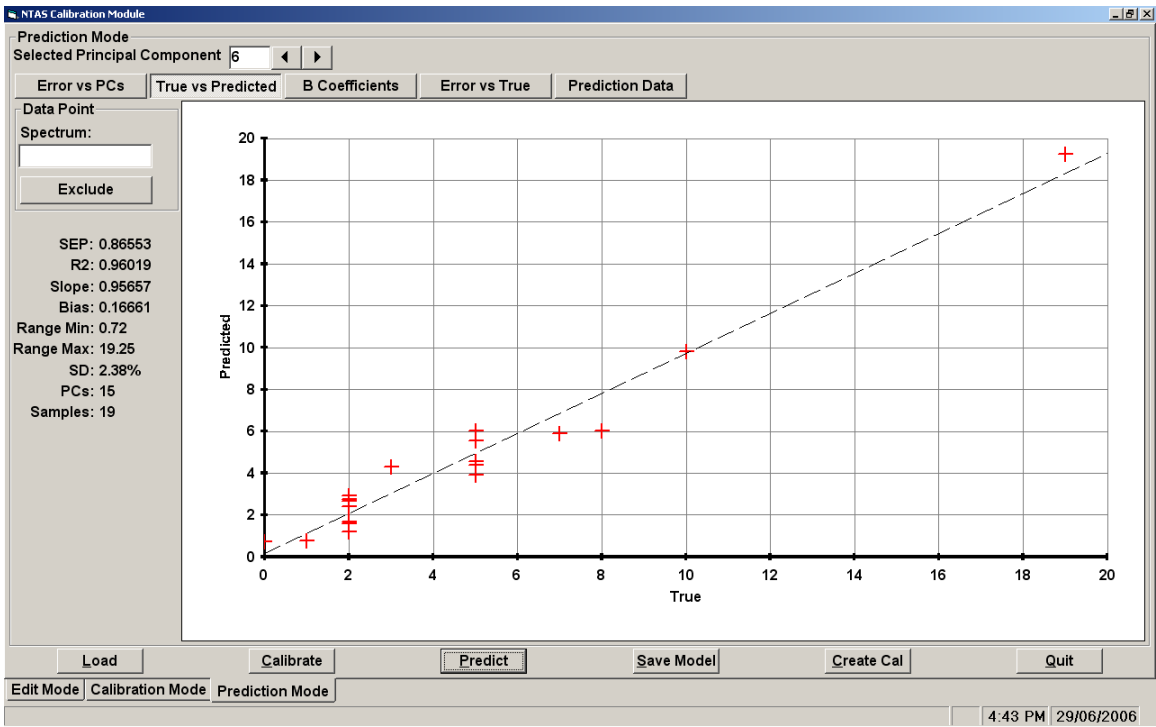 NTAS Calibration Module
Prediction Mode
Selected Principal Component 6
Error vs PCs True vs Predicted B Coefficients Error vs True Prediction Data
Data Point
Spectrum:
Exclude
SEP: 0.86553
R2: 0.96019
Slope: 0.95657
Bias: 0.16661
Range Min: 0.72
Range Max: 19.25
SD: 2.38%
PCs: 15
Samples: 19
20
18
16
14
12
10
8
6
4
2
0
Predicted
0 2 4 6 8 10 12 14 16 18 20
True
Load Calibrate Predict Save Model Create Cal Quit
Edit Mode Calibration Mode Prediction Mode
4:43 PM 29/06/2006